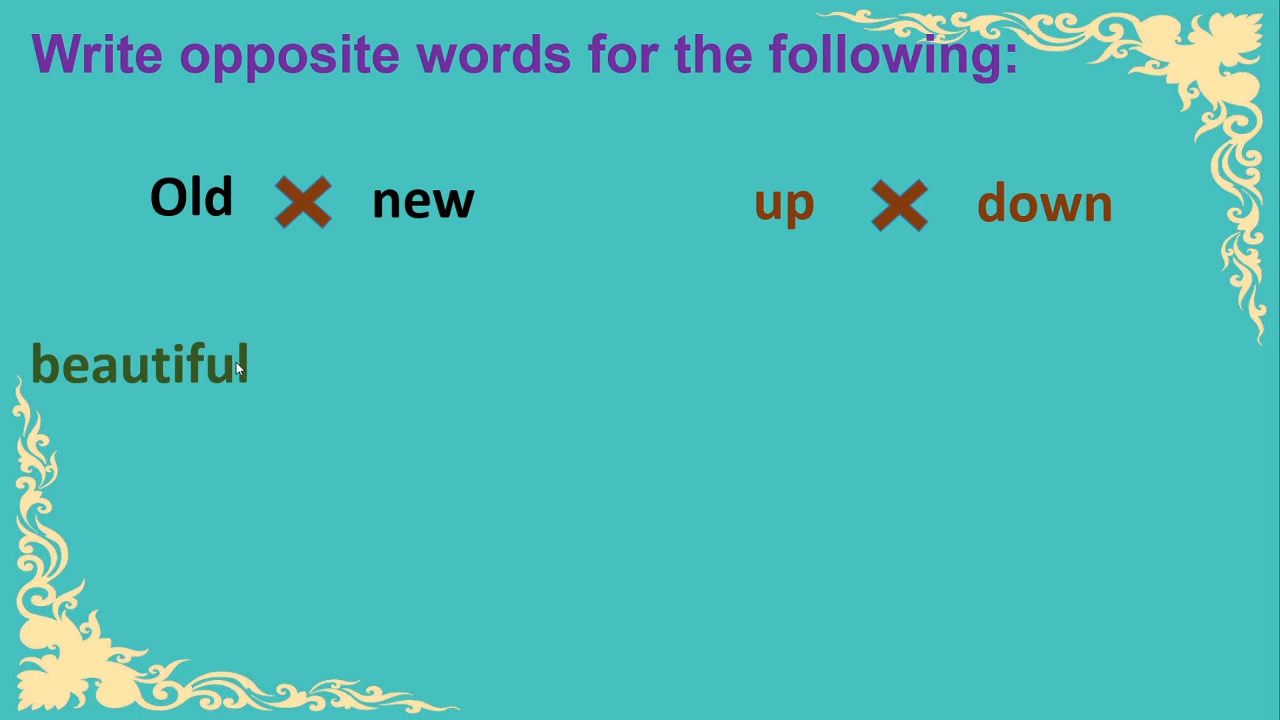 Write opposite words for the following:
Old × new up × down
beautiful